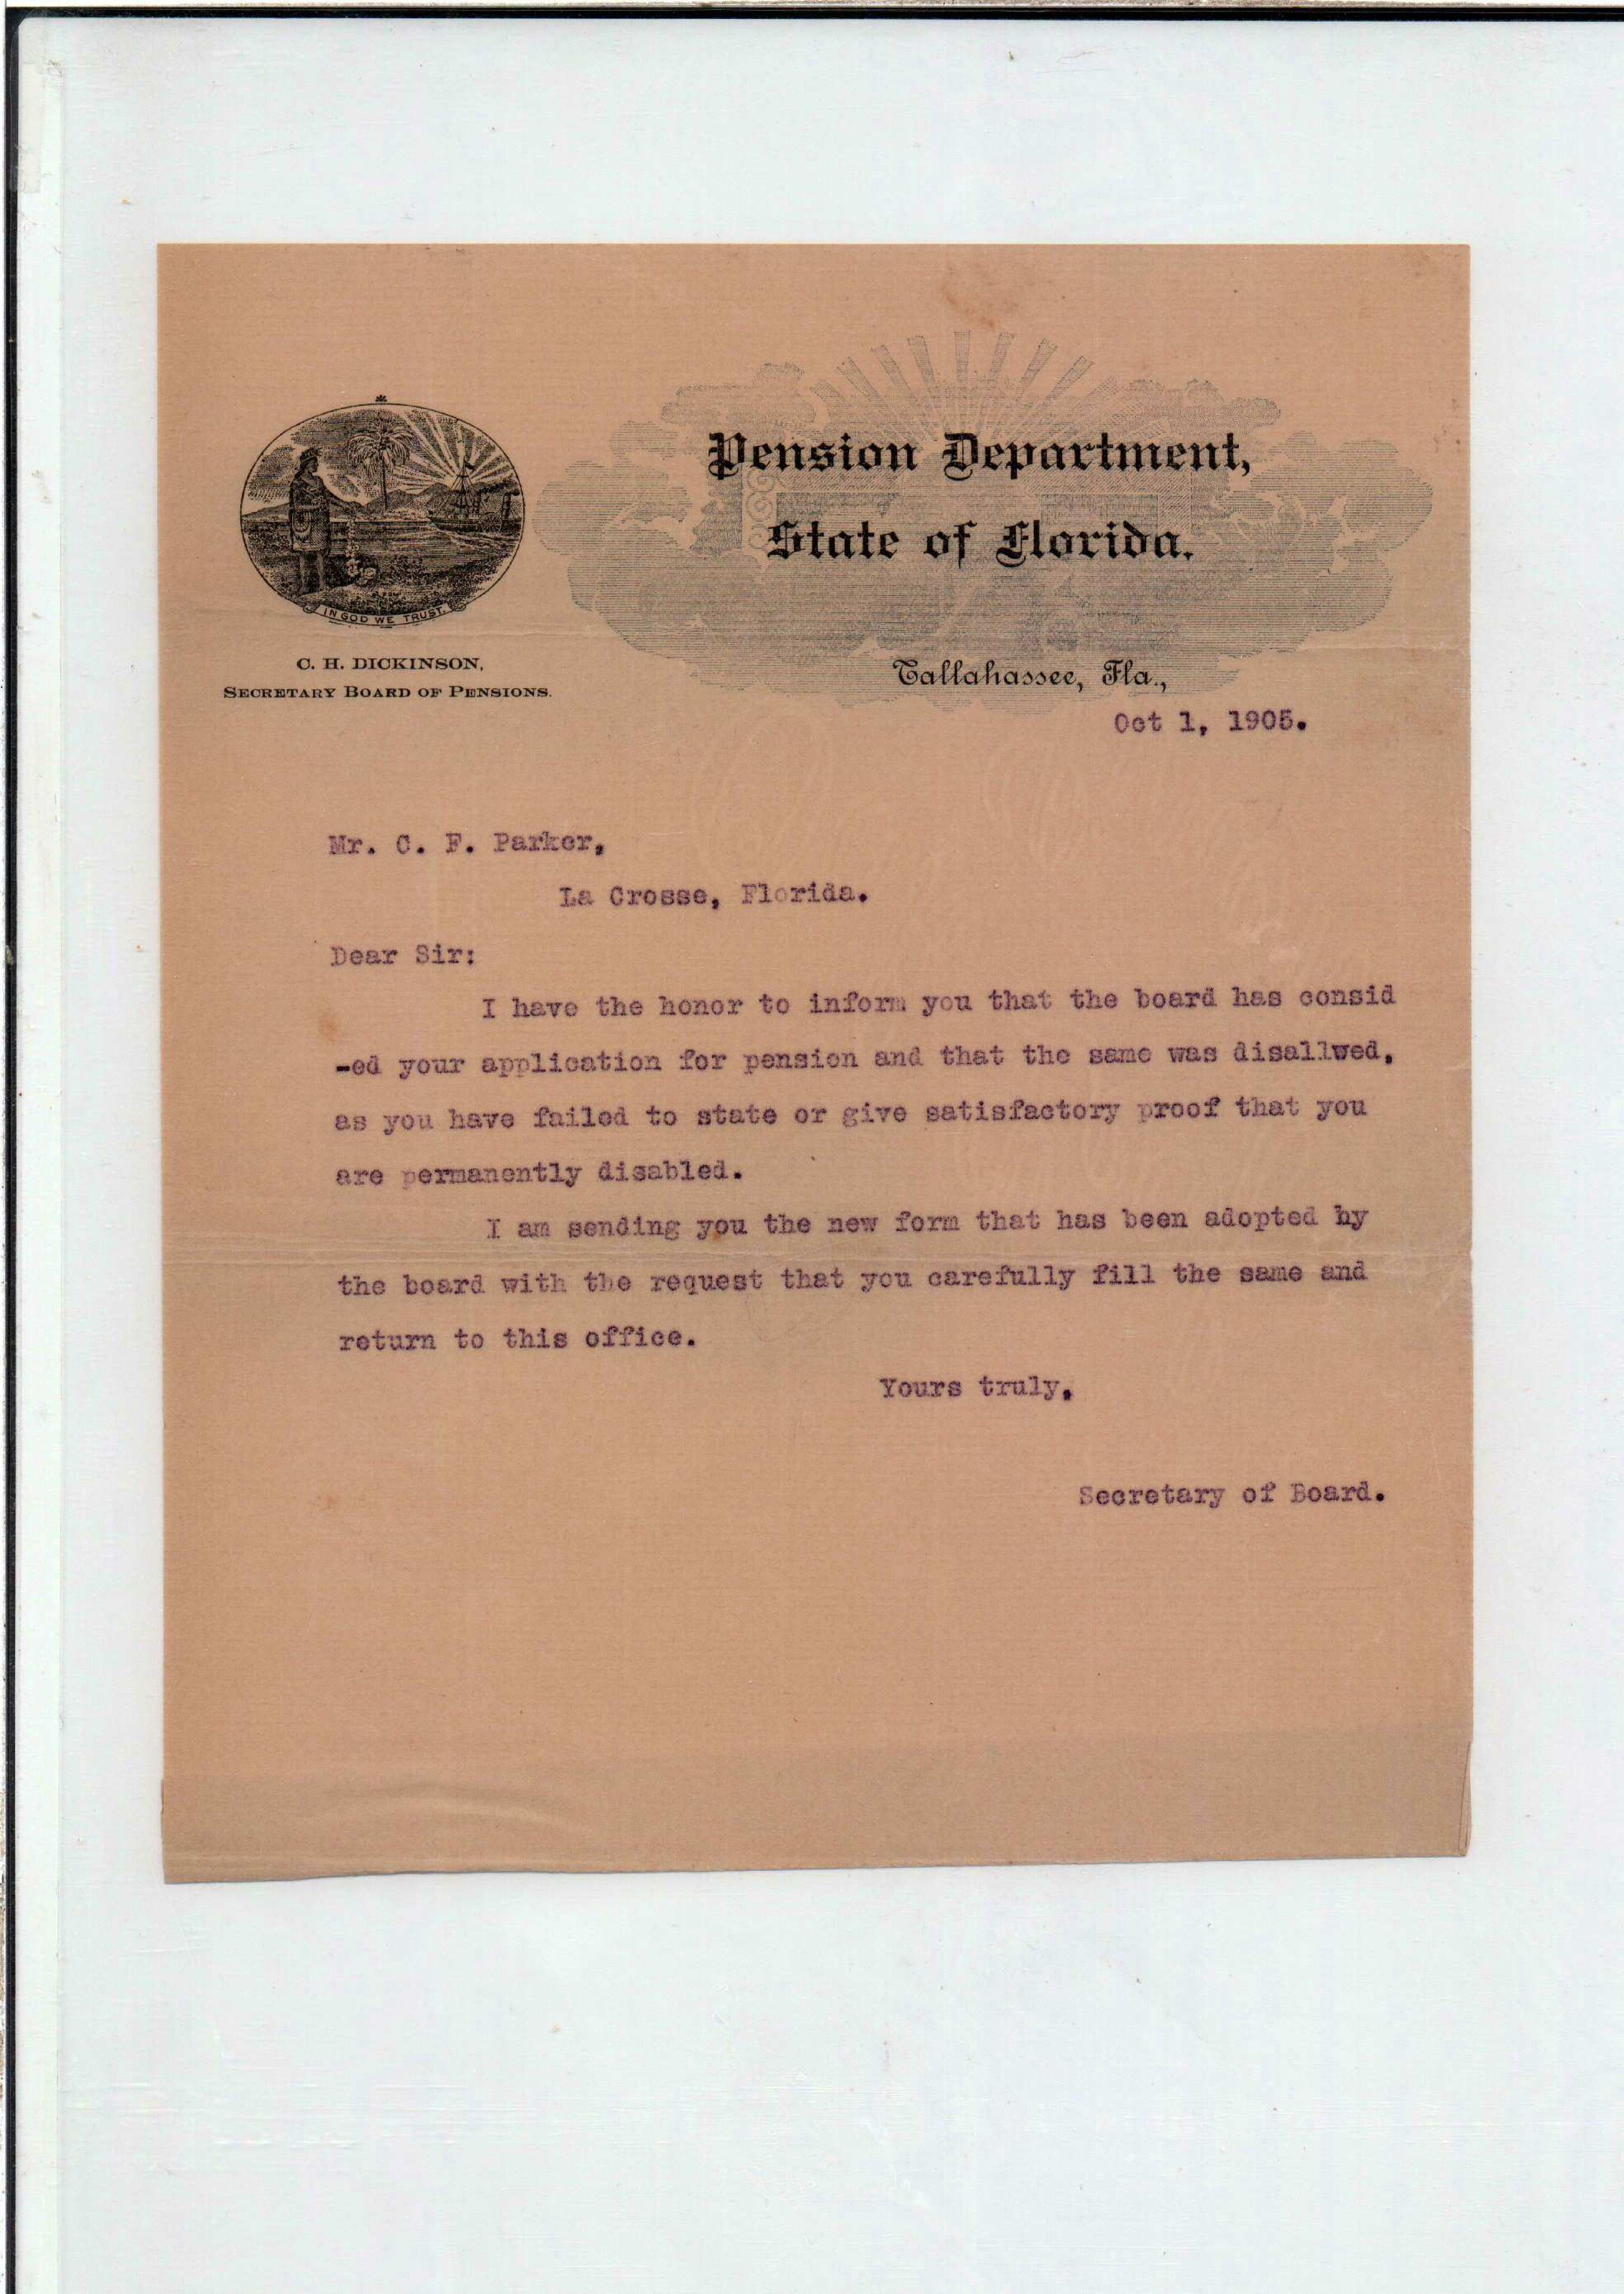 Pension Department,
State of Florida.
IN GOD WE TRUST.
C. H. DICKINSON,
SECRETARY BOARD OF PENSIONS.
Tallahassee, Fla.,
Oct 1, 1905.
Mr. C. F. Parker,
La Crosse, Florida.
Dear Sir:
I have the honor to inform you that the board has consid
-ed your application for pension and that the same was disallwed,
as you have failed to state or give satisfactory proof that you
are permanently disabled.
I am sending you the new form that has been adopted by
the board with the request that you carefully fill the same and
return to this office.
Yours truly,
Secretary of Board.